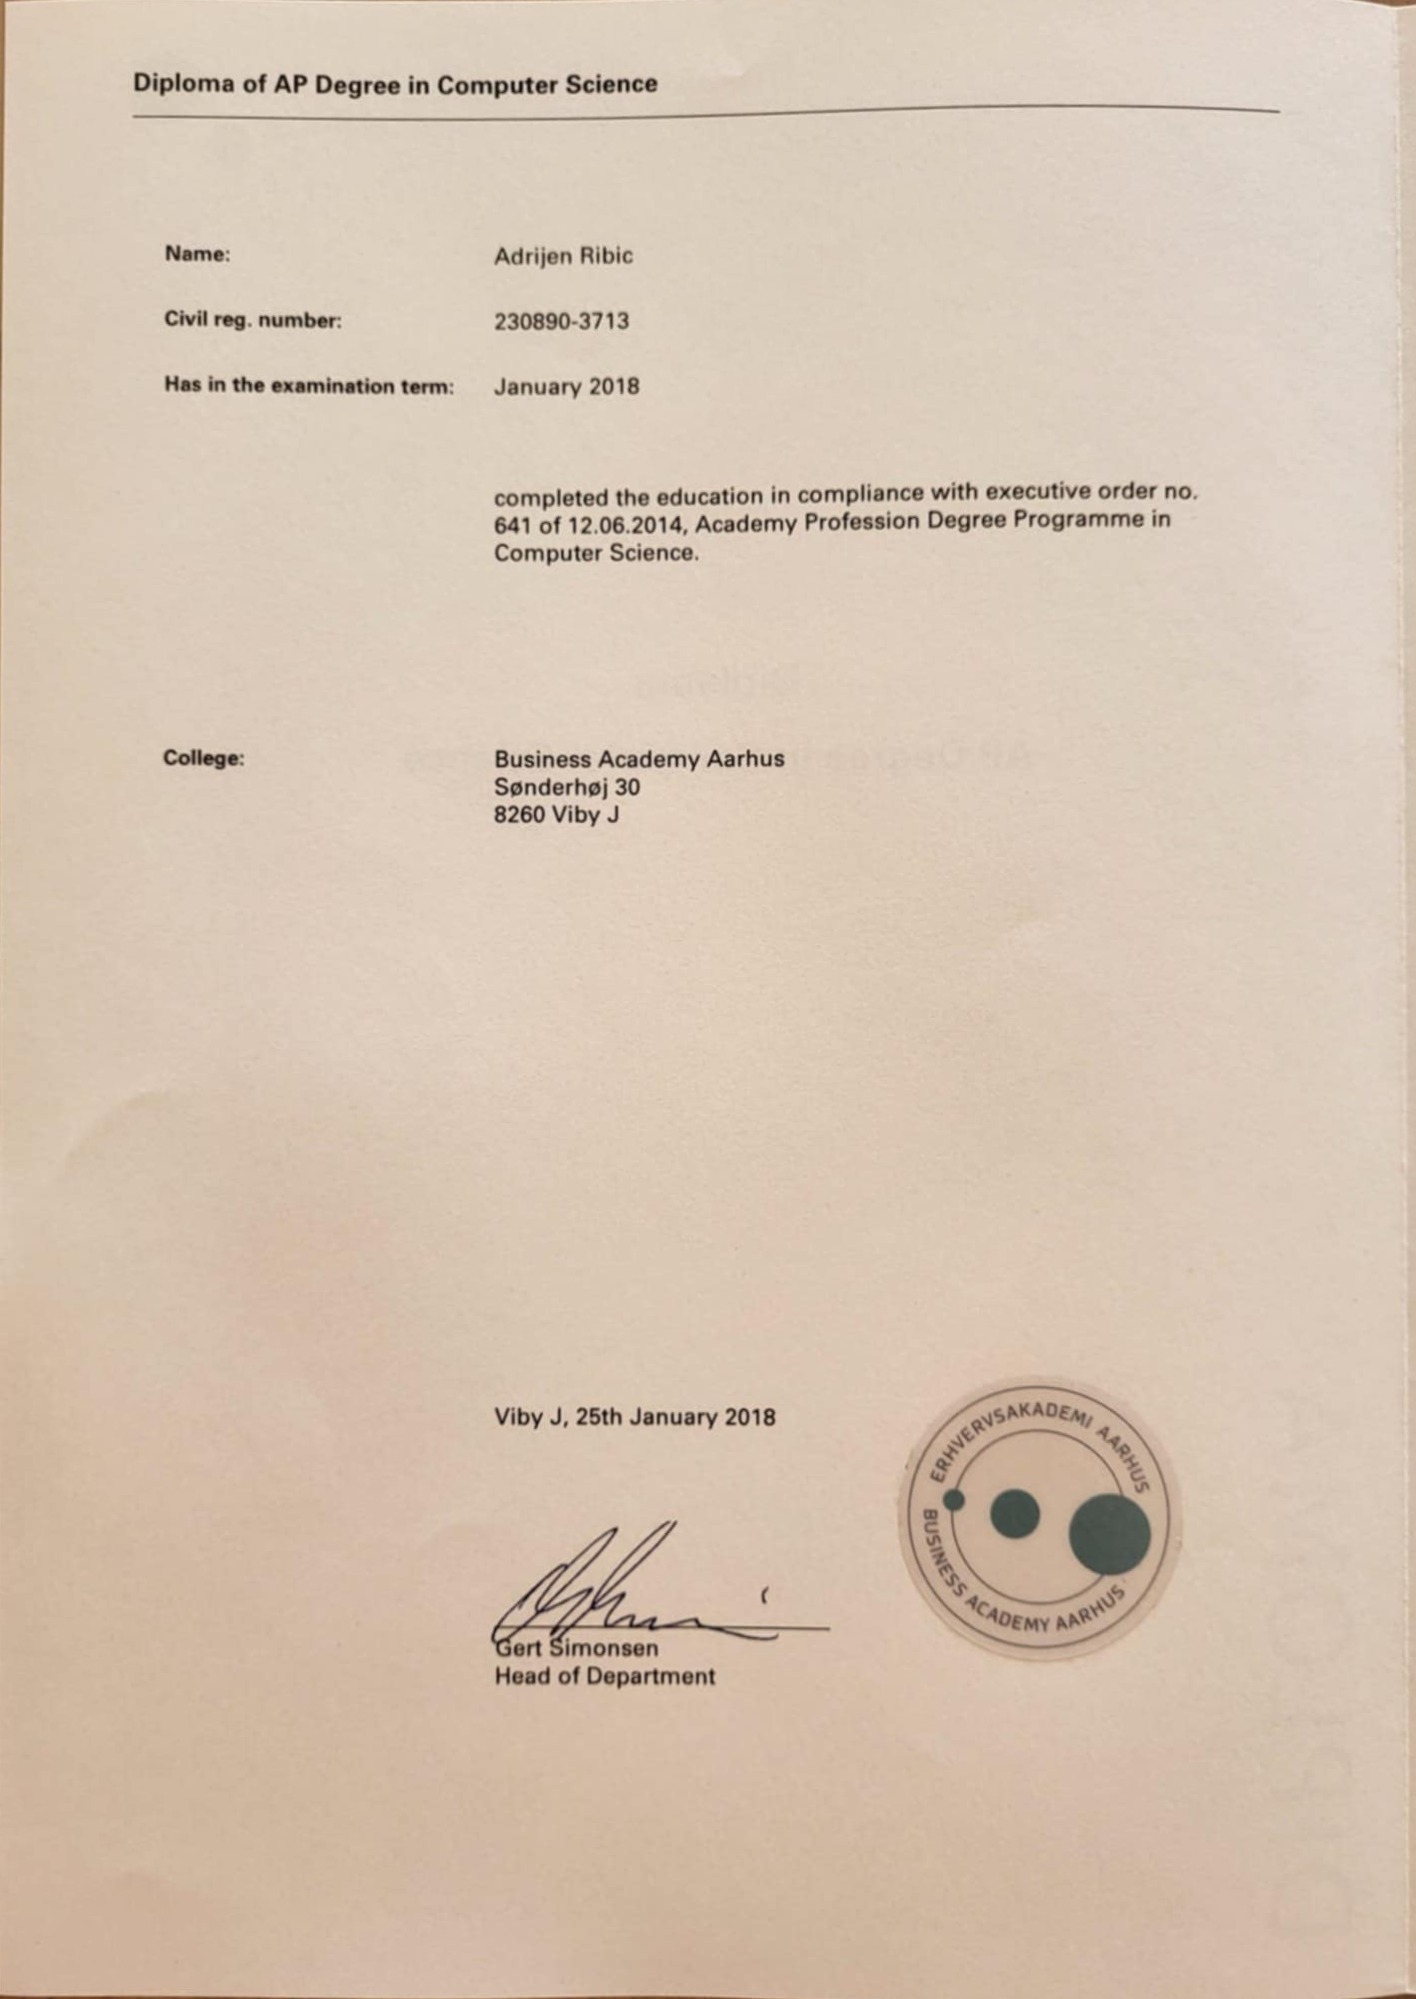 Diploma of AP Degree in Computer Science
Name: Adrijen Ribic
Civil reg. number: 230890-3713
Has in the examination term: January 2018
completed the education in compliance with executive order no.
641 of 12.06.2014, Academy Profession Degree Programme in
Computer Science.
College: Business Academy Aarhus
Sønderhøj 30
8260 Viby J
Viby J, 25th January 2018
ERHVERVSAKADEMI AARHUS
BUSINESS ACADEMY AARHUS
Gert Simonsen
Head of Department